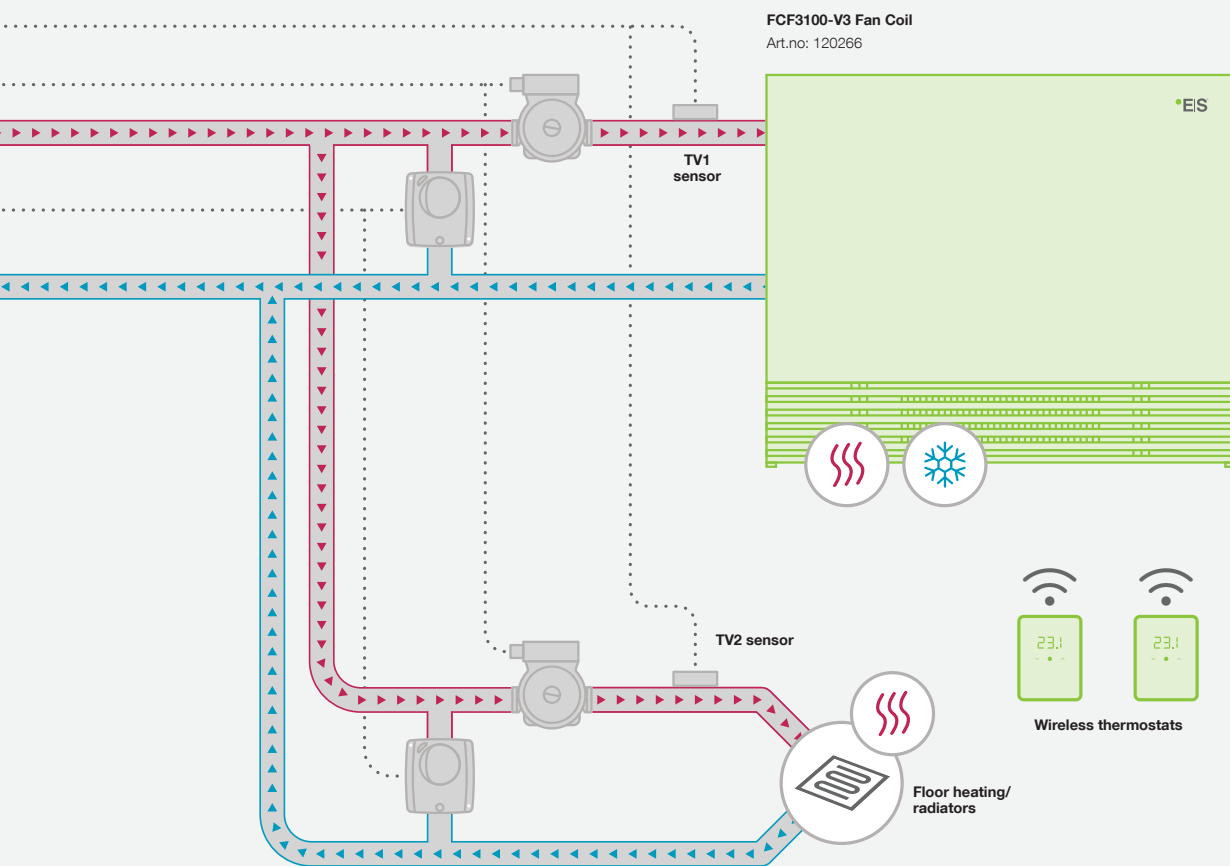 FCF3100-V3 Fan Coil
Art.no: 120266
EIS
TV1
sensor
TV2 sensor
23.1
23.1
Wireless thermostats
Floor heating/
radiators